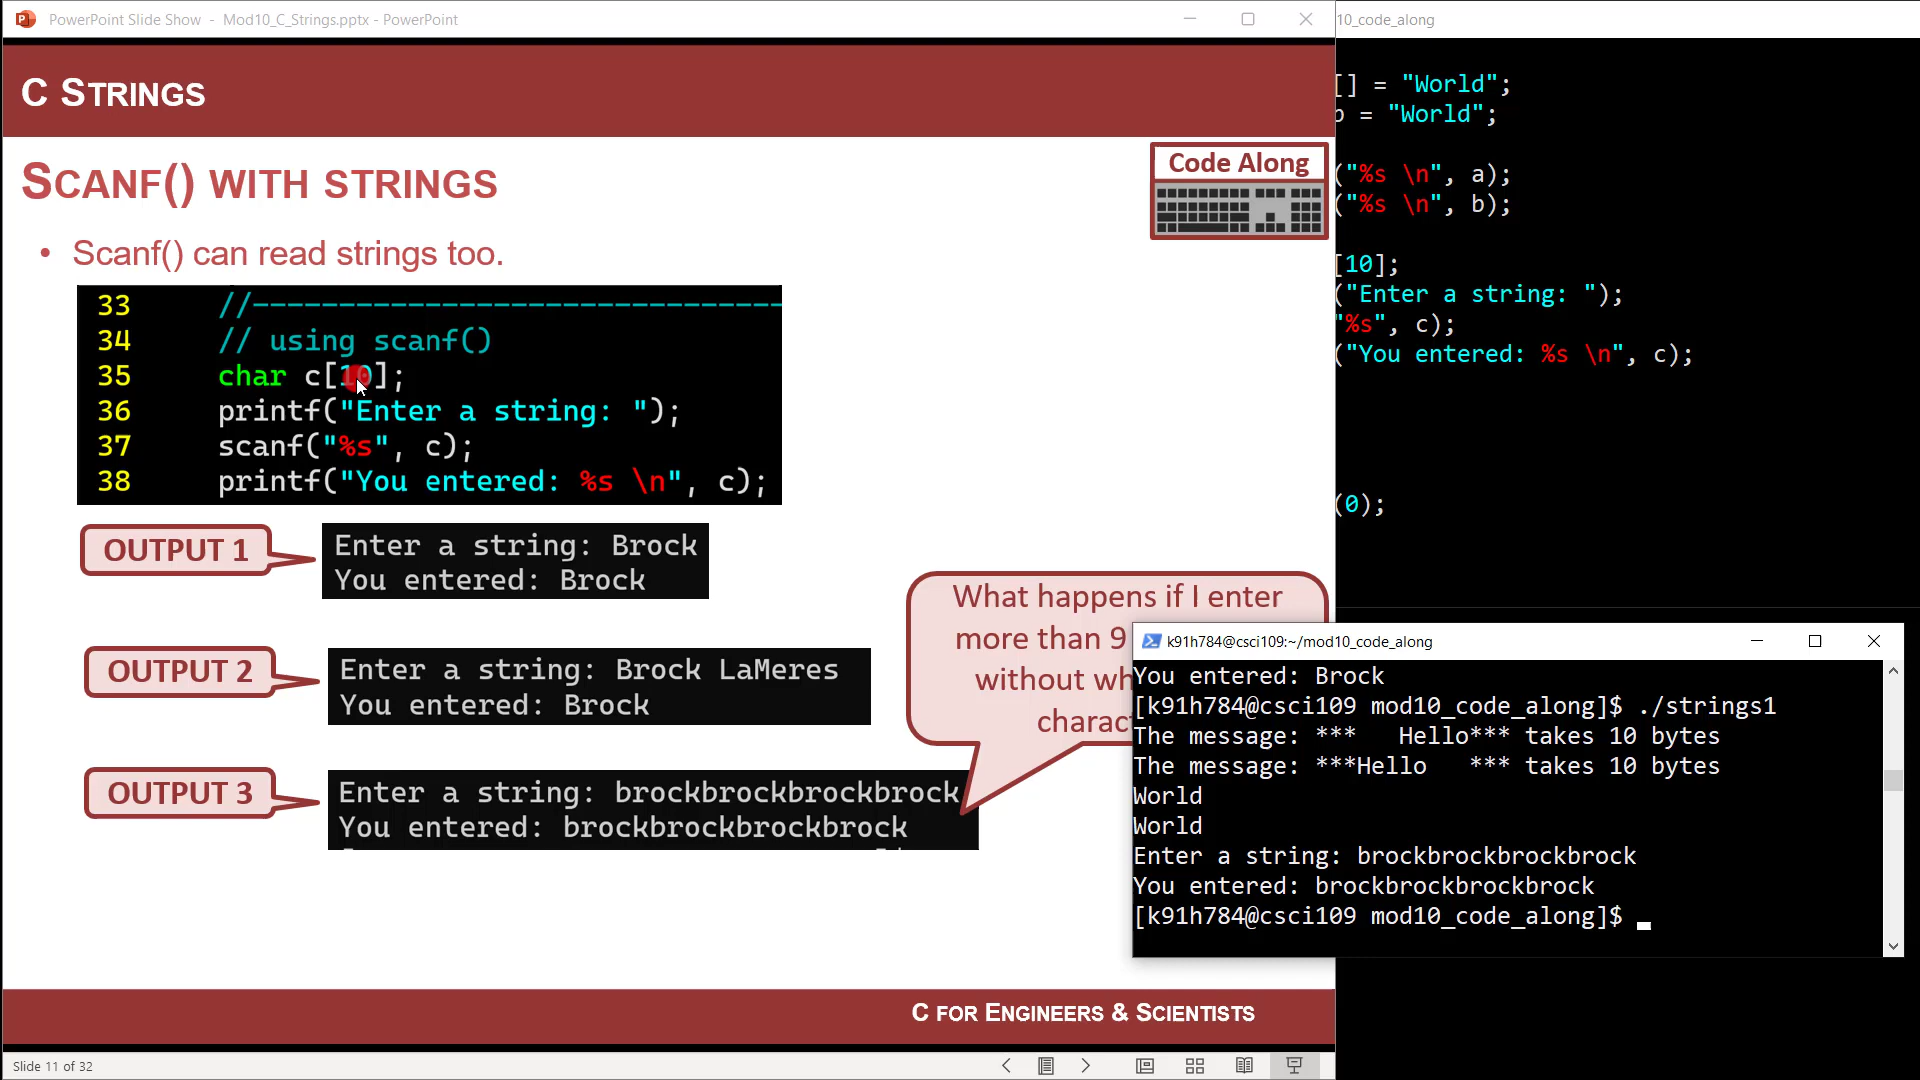 PowerPoint Slide Show - Mod10_C_Strings.pptx - PowerPoint
C STRINGS
SCANF() WITH STRINGS
Code Along
• Scanf() can read strings too.
33 //--------------------------------
34 // using scanf()
35 char c[10];
36 printf("Enter a string: ");
37 scanf("%s", c);
38 printf("You entered: %s \n", c);
OUTPUT 1
Enter a string: Brock
You entered: Brock
OUTPUT 2
Enter a string: Brock LaMeres
You entered: Brock
OUTPUT 3
Enter a string: brockbrockbrockbrock
You entered: brockbrockbrockbrock
What happens if I enter
more than 9
without
C FOR ENGINEERS & SCIENTISTS
Slide 11 of 32
10_code_along
[] = "World";
= "World";
("%s \n", a);
("%s \n", b);
[10];
("Enter a string: ");
"%s", c);
("You entered: %s \n", c);
(0);
k91h784@csci109:~/mod10_code_along
You entered: Brock
[k91h784@csci109 mod10_code_along]$ ./strings1
The message: ***   Hello*** takes 10 bytes
The message: ***Hello   *** takes 10 bytes
World
World
Enter a string: brockbrockbrockbrock
You entered: brockbrockbrockbrock
[k91h784@csci109 mod10_code_along]$